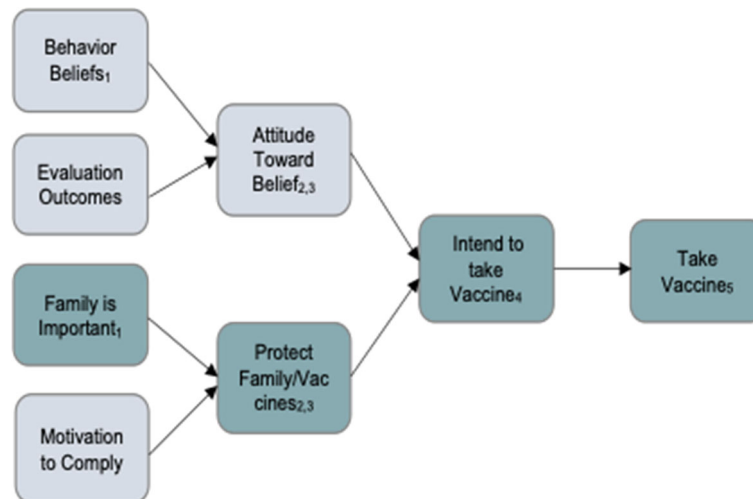 Behavior
Beliefs₁
Evaluation
Outcomes
Attitude
Toward
Belief₂,₃
Family is
Important₁
Motivation
to Comply
Protect
Family/Vac
cines₂,₃
Intend to
take
Vaccine₄
Take
Vaccine₅